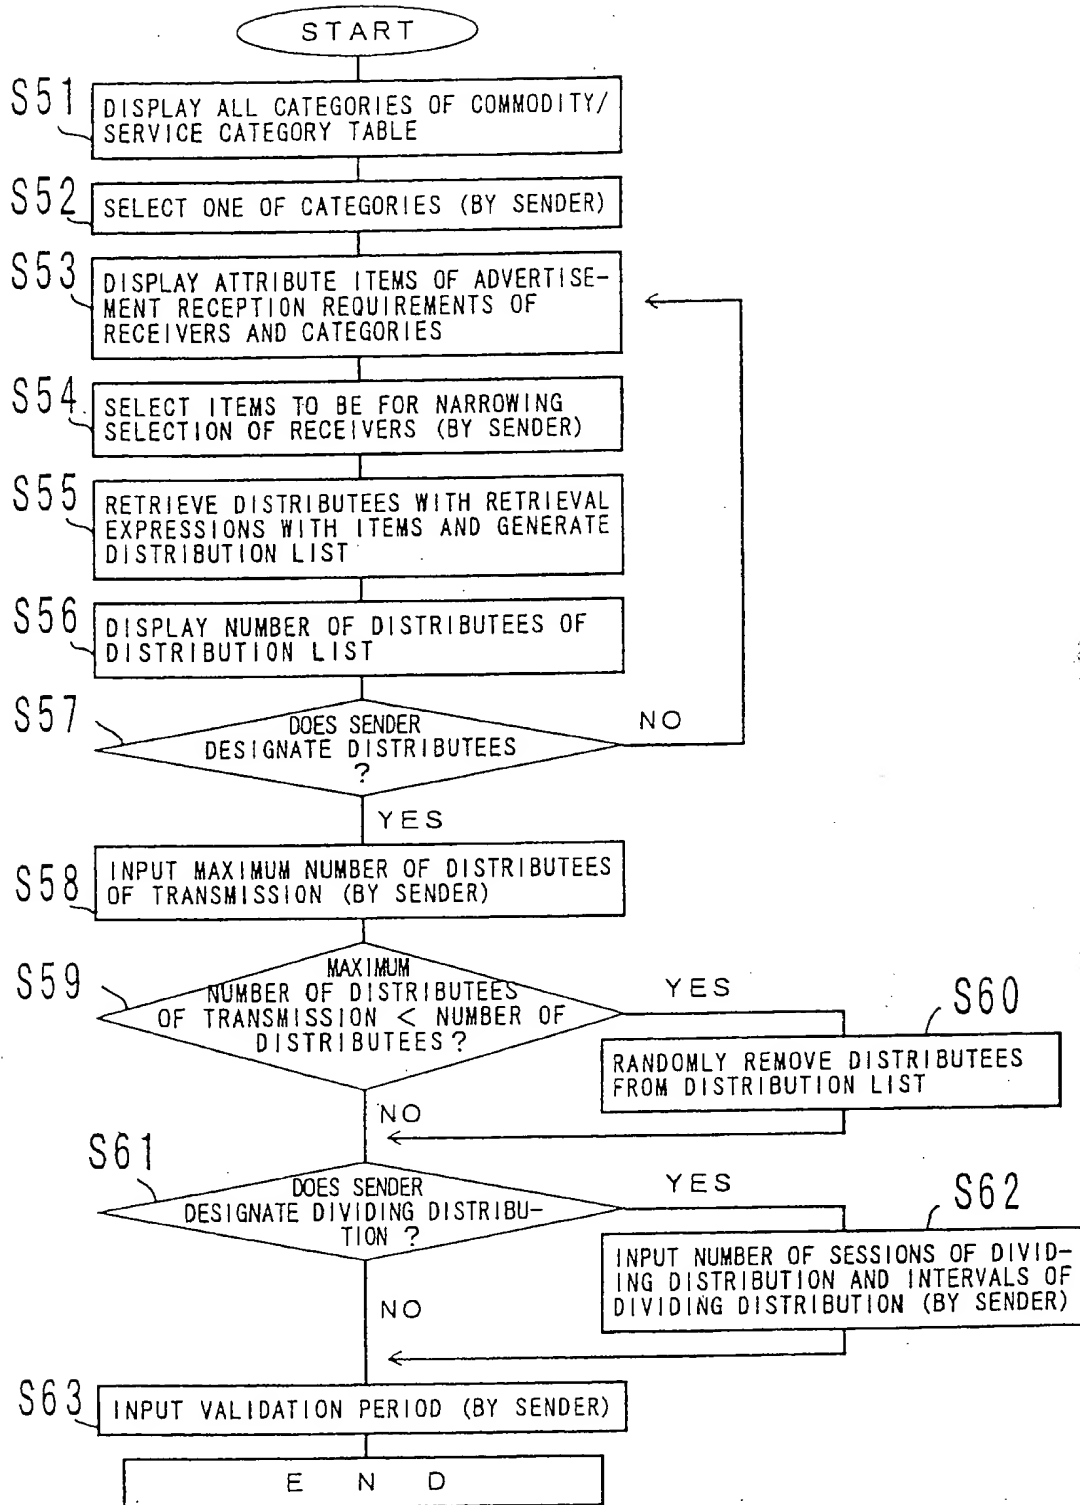 START
S51
DISPLAY ALL CATEGORIES OF COMMODITY/
SERVICE CATEGORY TABLE
S52
SELECT ONE OF CATEGORIES (BY SENDER)
S53
DISPLAY ATTRIBUTE ITEMS OF ADVERTISE-
MENT RECEPTION REQUIREMENTS OF
RECEIVERS AND CATEGORIES
S54
SELECT ITEMS TO BE FOR NARROWING
SELECTION OF RECEIVERS (BY SENDER)
S55
RETRIEVE DISTRIBUTEES WITH RETRIEVAL
EXPRESSIONS WITH ITEMS AND GENERATE
DISTRIBUTION LIST
S56
DISPLAY NUMBER OF DISTRIBUTEES OF
DISTRIBUTION LIST
S57
DOES SENDER
DESIGNATE DISTRIBUTEES
?
NO
YES
S58
INPUT MAXIMUM NUMBER OF DISTRIBUTEES
OF TRANSMISSION (BY SENDER)
S59
MAXIMUM
NUMBER OF DISTRIBUTEES
OF TRANSMISSION < NUMBER OF
DISTRIBUTEES?
YES
S60
RANDOMLY REMOVE DISTRIBUTEES
FROM DISTRIBUTION LIST
NO
S61
DOES SENDER
DESIGNATE DIVIDING DISTRIBU-
TION ?
YES
S62
INPUT NUMBER OF SESSIONS OF DIVID-
ING DISTRIBUTION AND INTERVALS OF
DIVIDING DISTRIBUTION (BY SENDER)
NO
S63
INPUT VALIDATION PERIOD (BY SENDER)
END